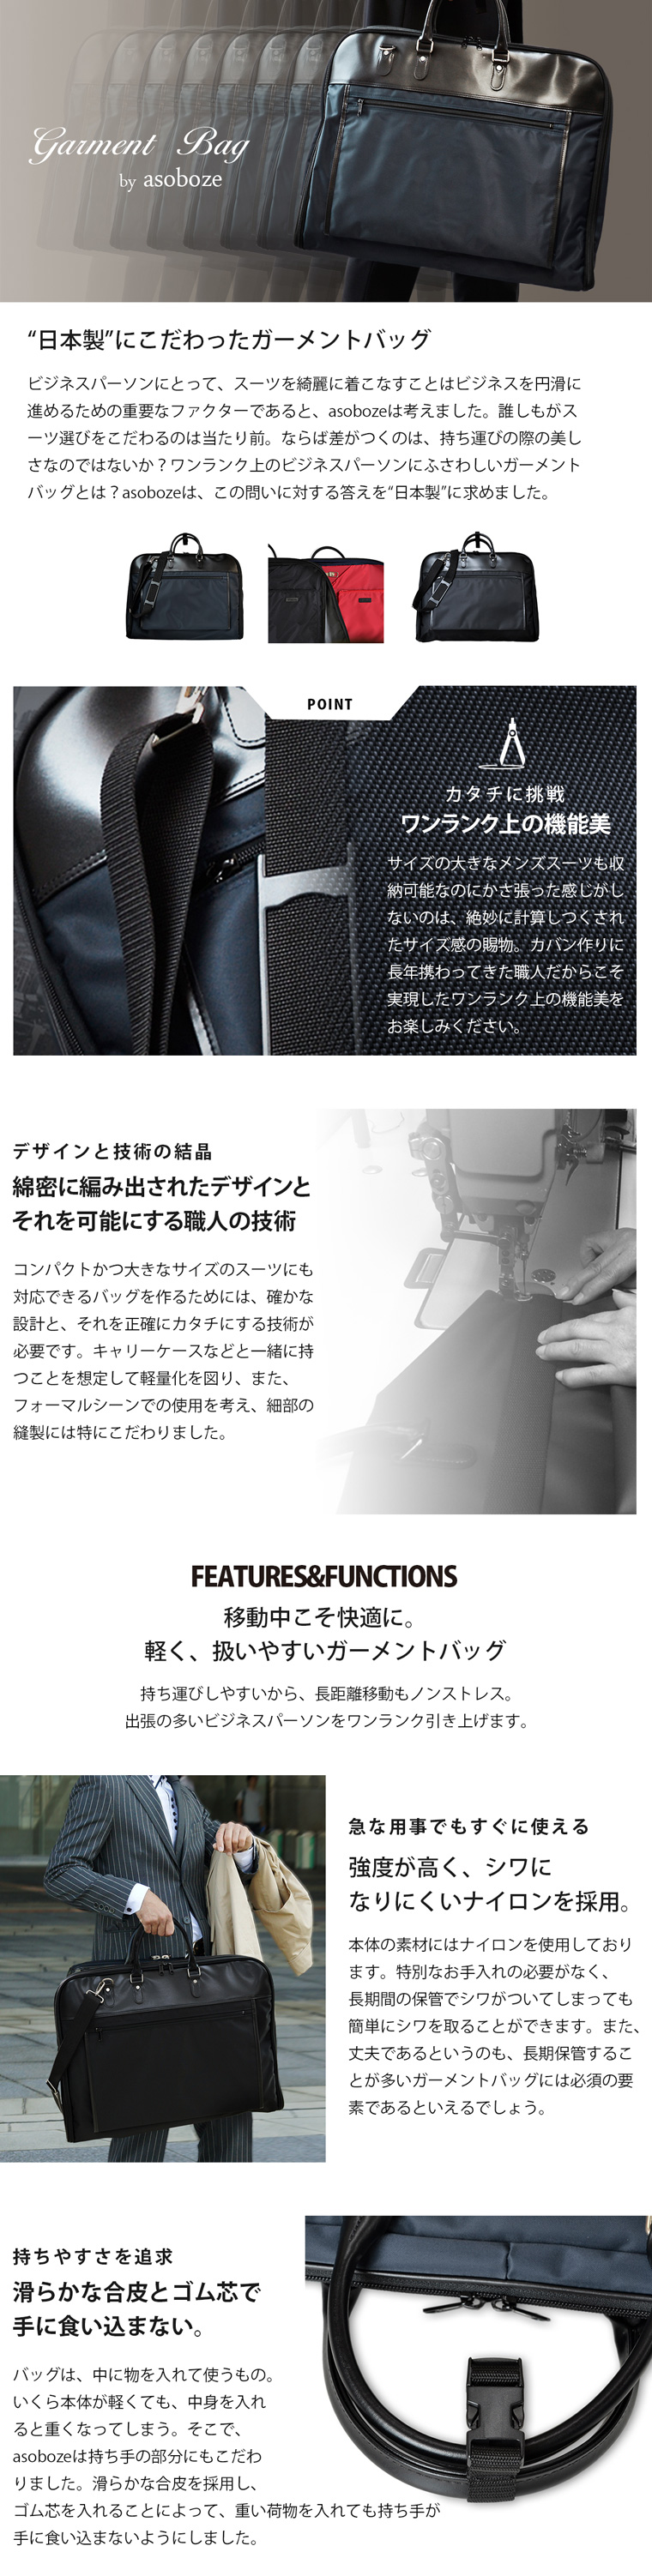 Garment Bag
by asoboze
“日本製”にこだわったガーメントバッグ
ビジネスパーソンにとって、スーツを綺麗に着こなすことはビジネスを円滑に
進めるための重要なファクターであると、asobozeは考えました。誰しもがス
ーツ選びをこだわるのは当たり前。ならば差がつくのは、持ち運びの際の美し
さなのではないか？ワンランク上のビジネスパーソンにふさわしいガーメント
バッグとは？asobozeは、この問いに対する答えを“日本製”に求めました。
POINT
カタチに挑戦
ワンランク上の機能美
サイズの大きなメンズスーツも収
納可能なのにかさ張った感じがし
ないのは、絶妙に計算しつくされ
たサイズ感の賜物。カバン作りに
長年携わってきた職人だからこそ
実現したワンランク上の機能美を
お楽しみください。
デザインと技術の結晶
綿密に編み出されたデザインと
それを可能にする職人の技術
コンパクトかつ大きなサイズのスーツにも
対応できるバッグを作るためには、確かな
設計と、それを正確にカタチにする技術が
必要です。キャリーケースなどと一緒に持
つことを想定して軽量化を図り、また、
フォーマルシーンでの使用を考え、細部の
縫製には特にこだわりました。
FEATURES&FUNCTIONS
移動中こそ快適に。
軽く、扱いやすいガーメントバッグ
持ち運びしやすいから、長距離移動もノンストレス。
出張の多いビジネスパーソンをワンランク引き上げます。
急な用事でもすぐに使える
強度が高く、シワに
なりにくいナイロンを採用。
本体の素材にはナイロンを使用しており
ます。特別なお手入れの必要がなく、
長期間の保管でシワがついてしまっても
簡単にシワを取ることができます。また、
丈夫であるというのも、長期保管するこ
とが多いガーメントバッグには必須の要
素であるといえるでしょう。
持ちやすさを追求
滑らかな合皮とゴム芯で
手に食い込まない。
バッグは、中に物を入れて使うもの。
いくら本体が軽くても、中身を入れ
ると重くなってしまう。そこで、
asobozeは持ち手の部分にもこだわ
りました。滑らかな合皮を採用し、
ゴム芯を入れることによって、重い荷物を入れても持ち手が
手に食い込まないようにしました。